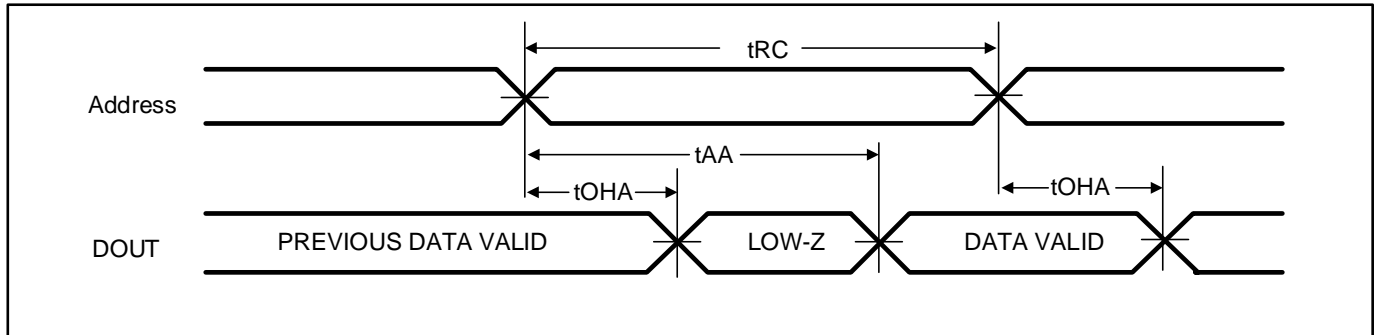 tRC
Address
tAA
tOHA
tOHA
DOUT
PREVIOUS DATA VALID
LOW-Z
DATA VALID